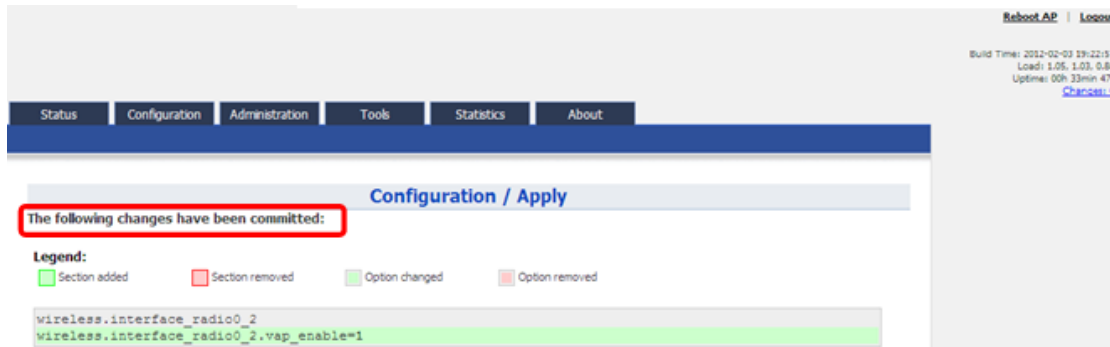 Reboot AP |
Build Time: 2012-02-03 19:22:5
Load: 1.05, 1.03, 0.8
Uptime: 00h 33min 47
Changes:
Status Configuration Administration Tools Statistics About
Configuration / Apply
The following changes have been committed:
Legend:
Section added Section removed Option changed Option removed
wireless.interface_radio0_2
wireless.interface_radio0_2.vap_enable=1